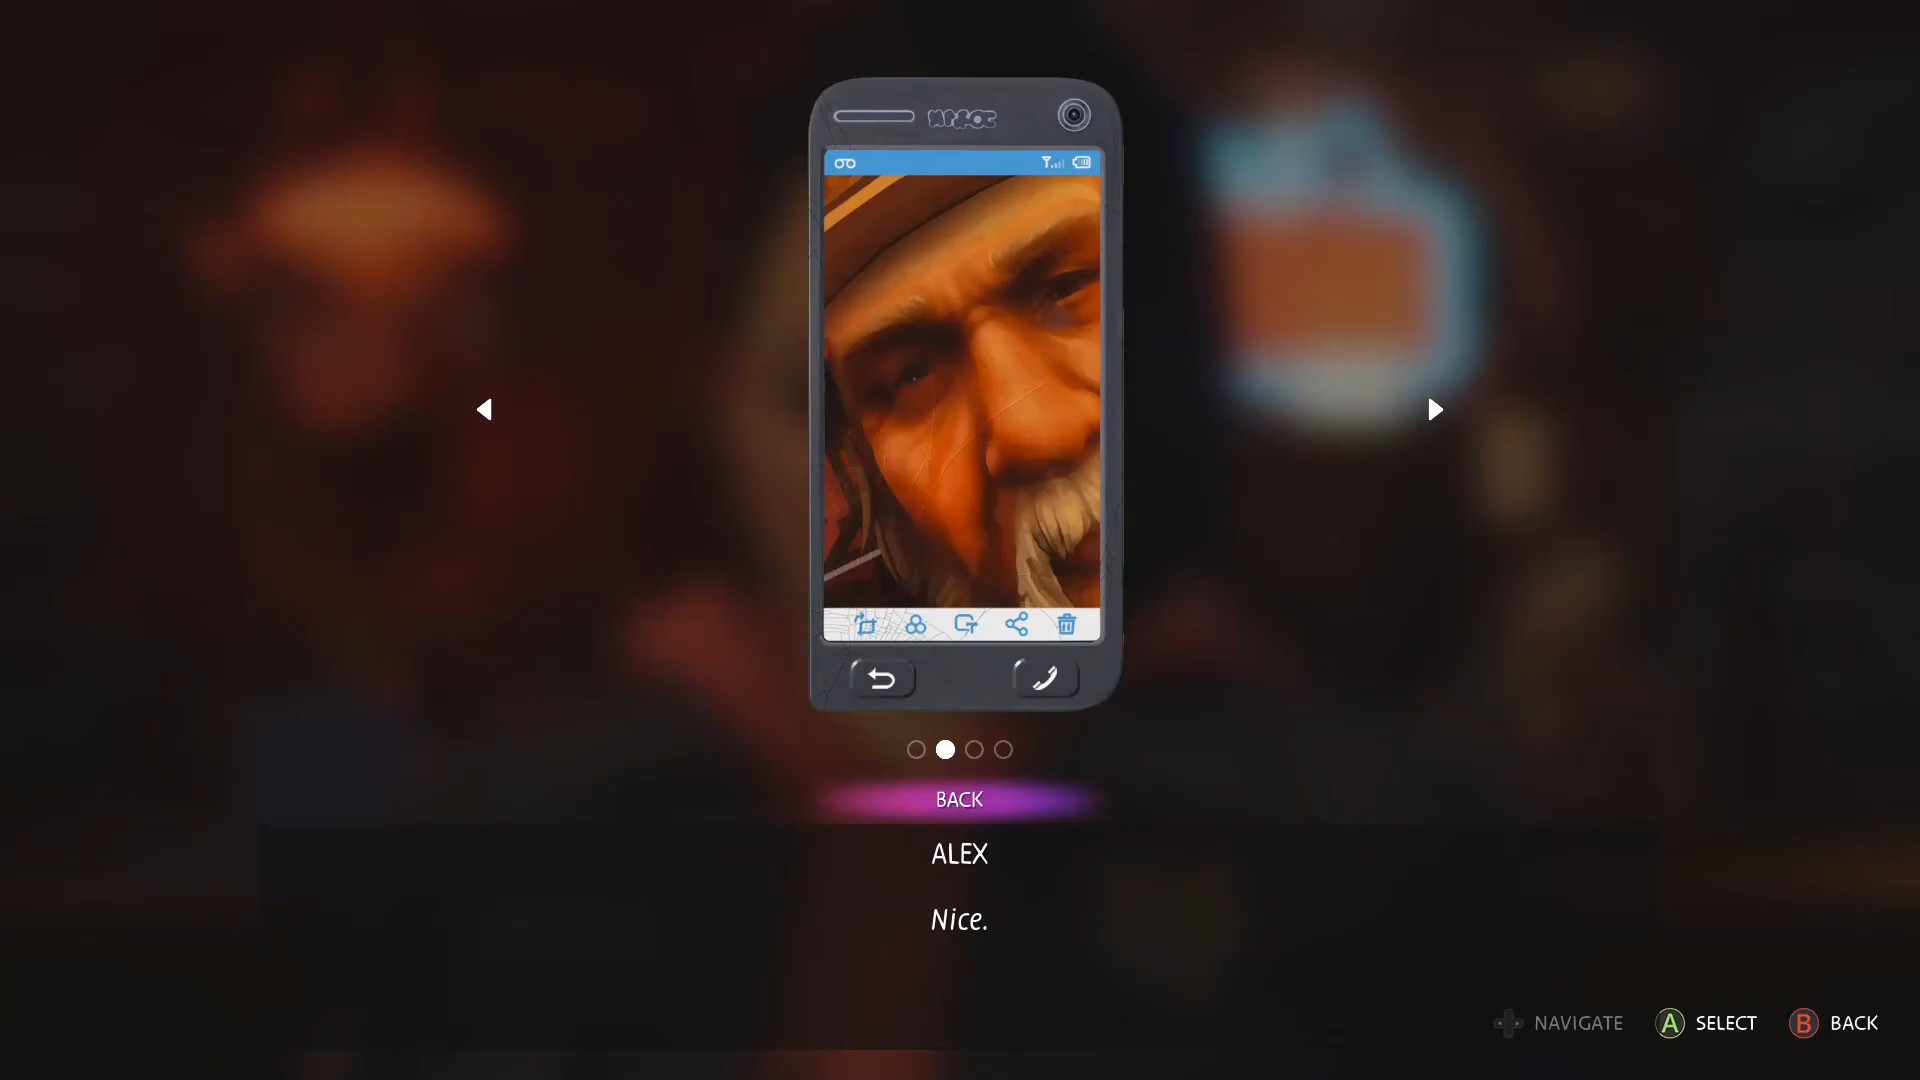 BACK
ALEX
Nice.
NAVIGATE
A SELECT
B BACK